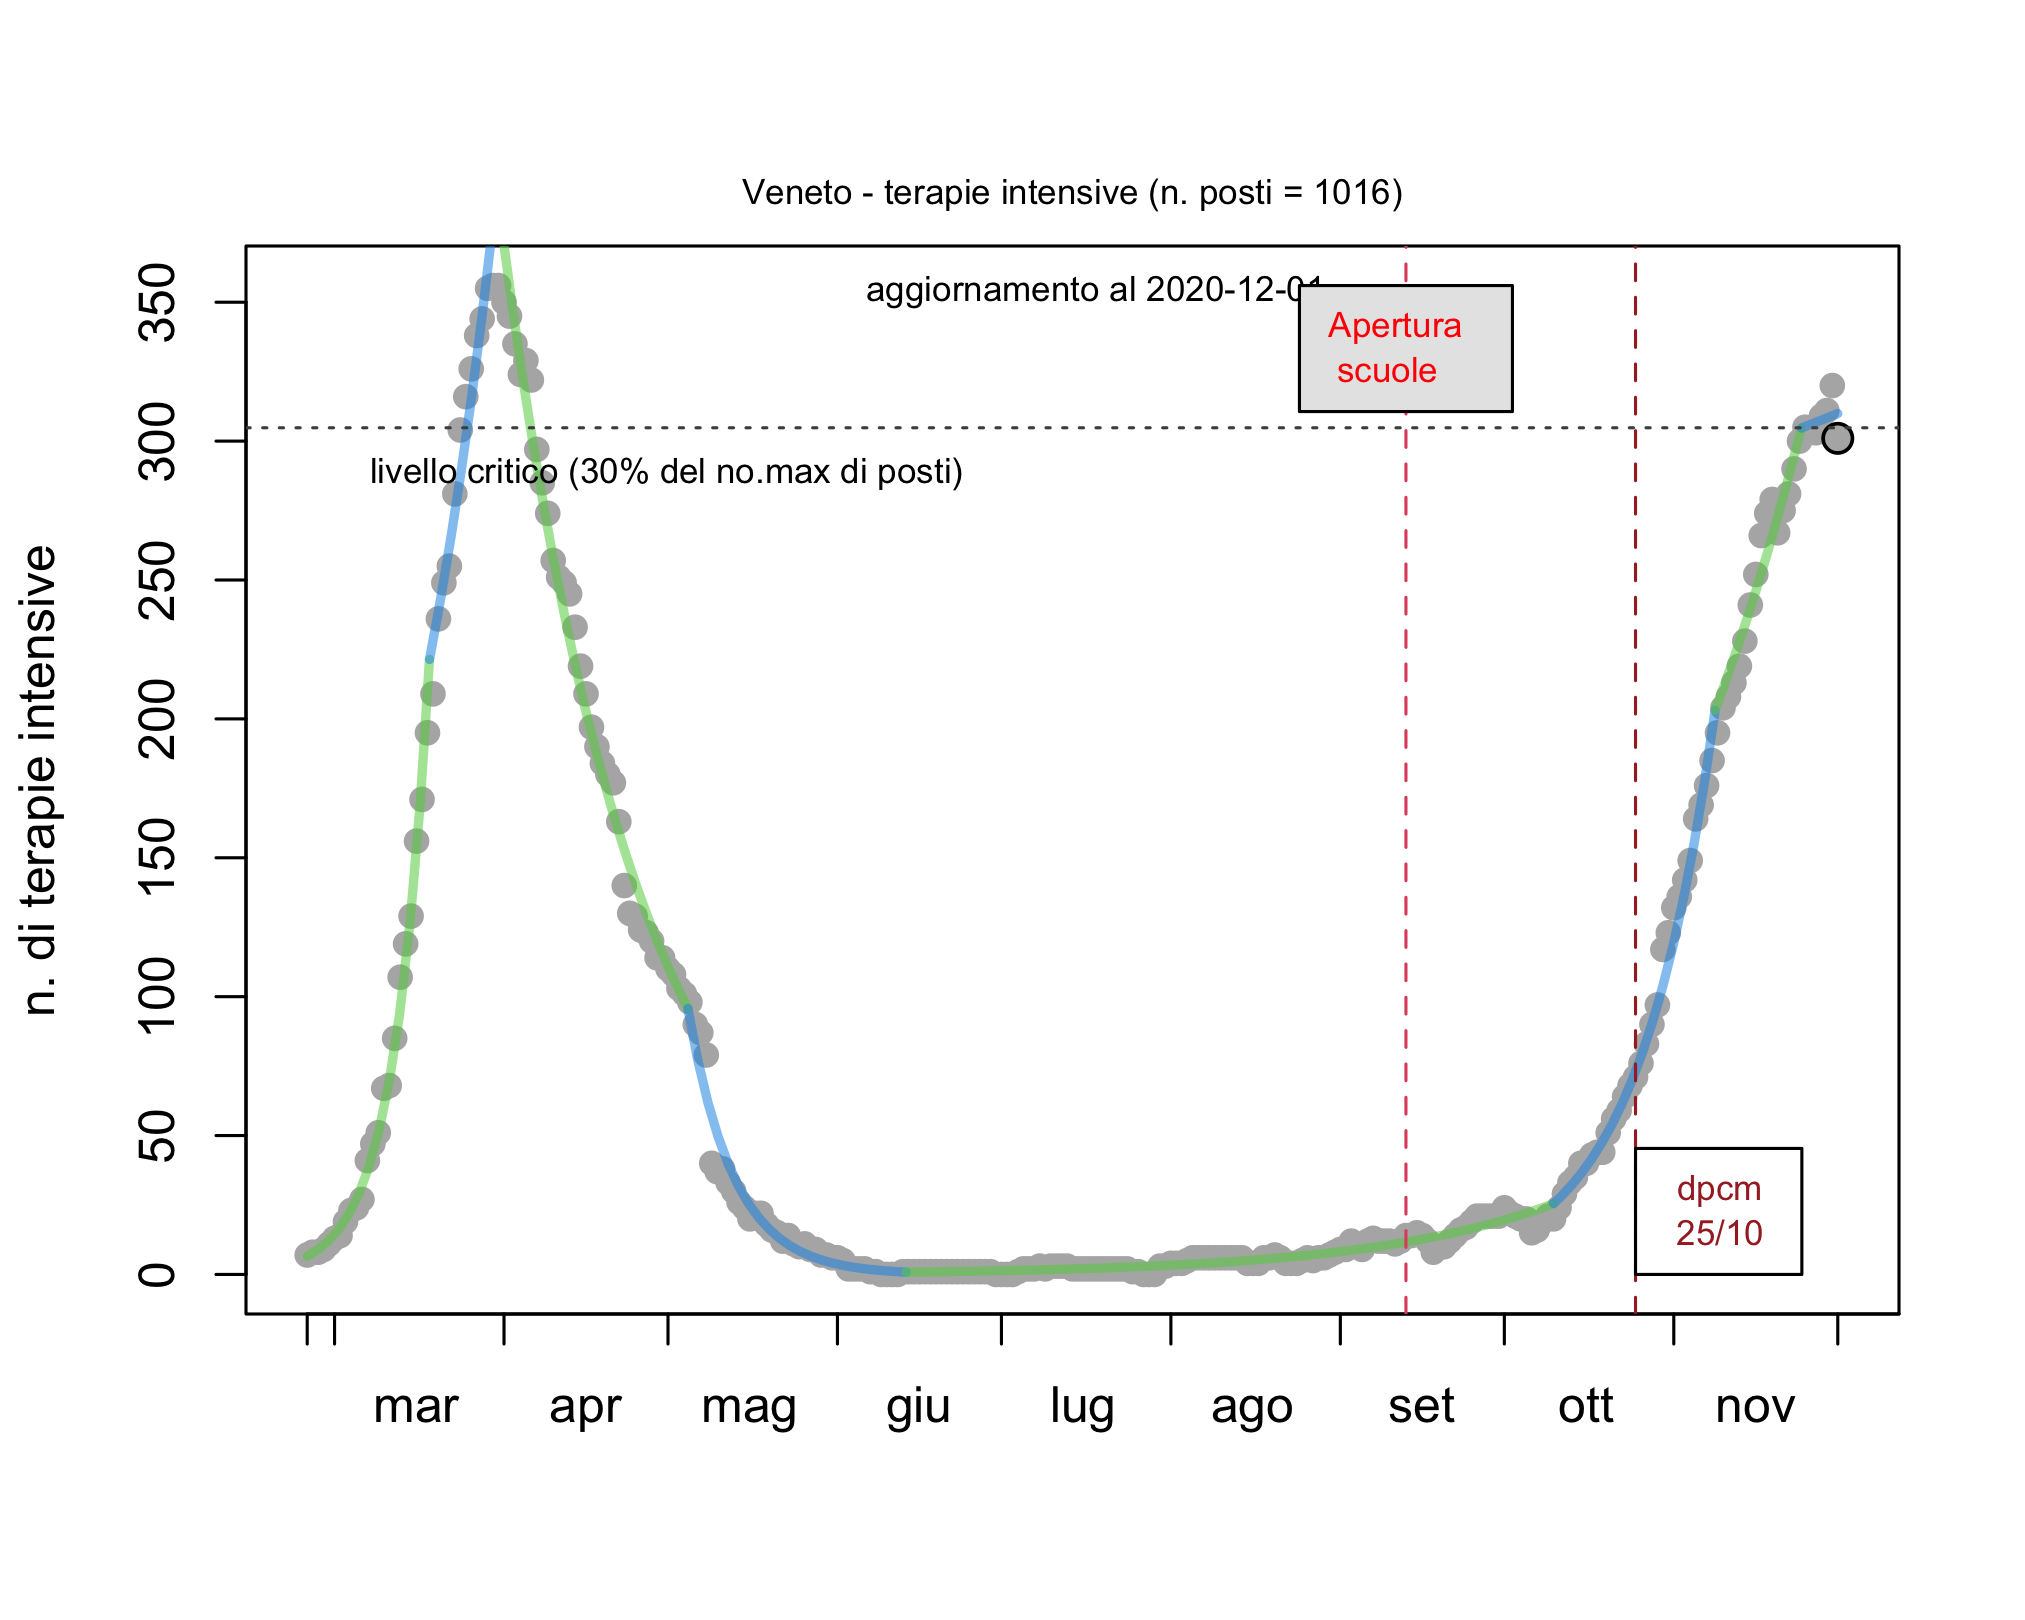 Veneto - terapie intensive (n. posti = 1016)
aggiornamento al 2020-12-01
Apertura
scuole
livello critico (30% del no.max di posti)
n. di terapie intensive
350
300
250
200
150
100
50
0
dpcm
25/10
mar apr mag giu lug ago set ott nov